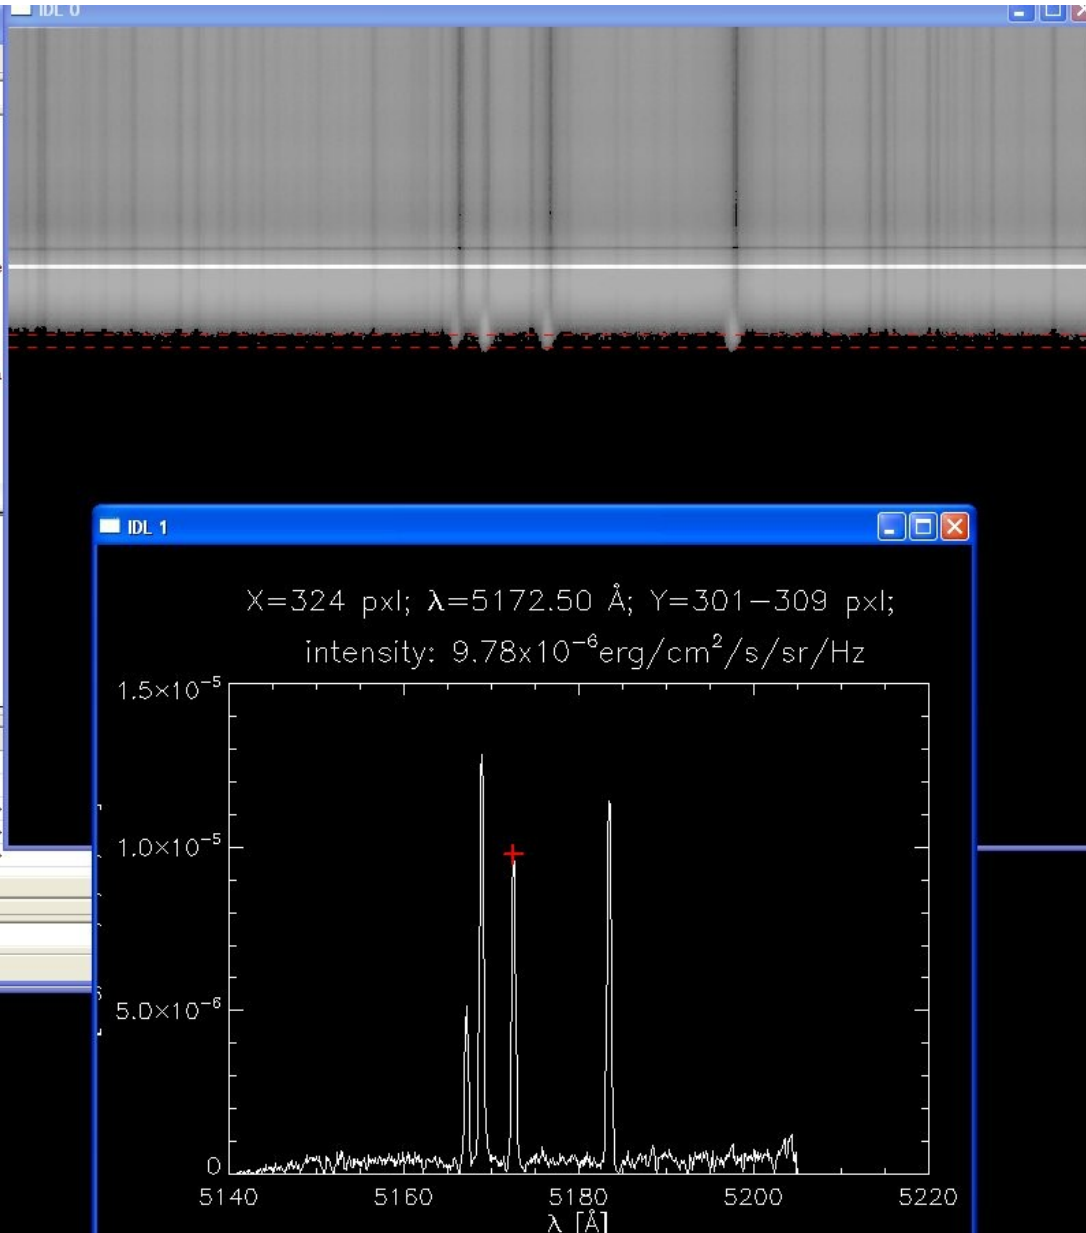 IDL 0
IDL 1
X=324 pxl; λ=5172.50 Å; Y=301−309 pxl;
intensity: 9.78x10⁻⁶erg/cm²/s/sr/Hz
1.5×10⁻⁵
1.0×10⁻⁵
5.0×10⁻⁶
0
5140 5160 5180 5200 5220
λ [Å]